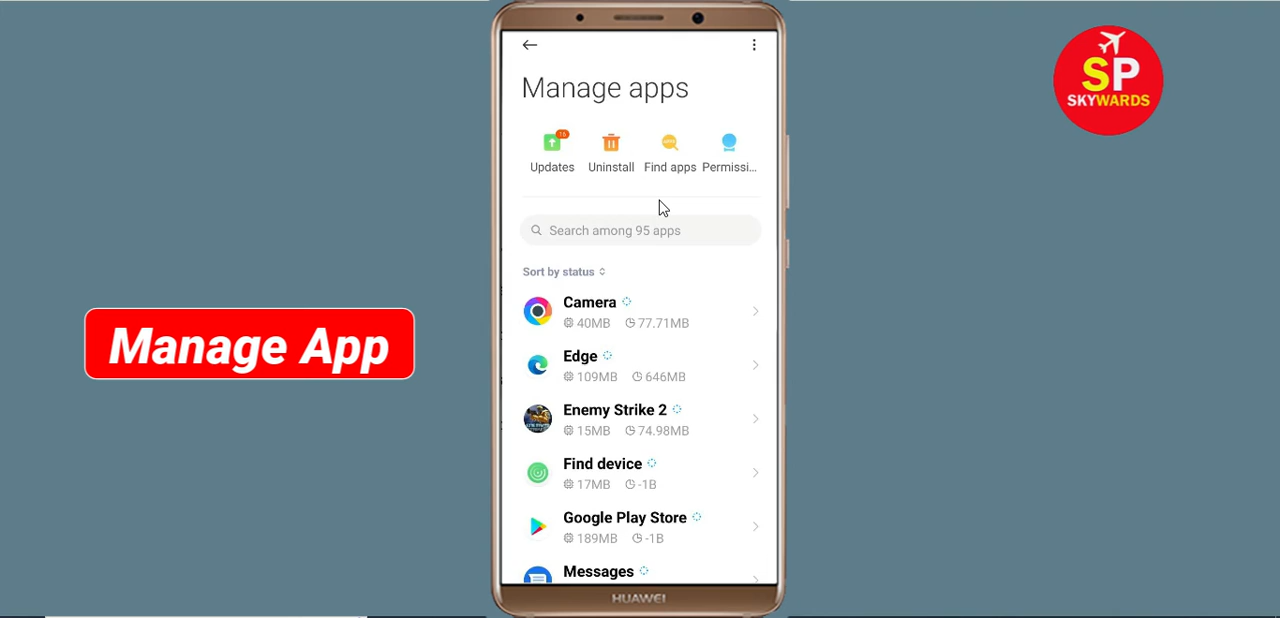 Manage apps
16
Updates
Uninstall
Find apps
Permissi...
Search among 95 apps
Sort by status
Camera
40MB 77.71MB
Edge
109MB 646MB
Enemy Strike 2
15MB 74.98MB
Find device
17MB -1B
Google Play Store
189MB -1B
Messages
HUAWEI
Manage App
SP
SKYWARDS